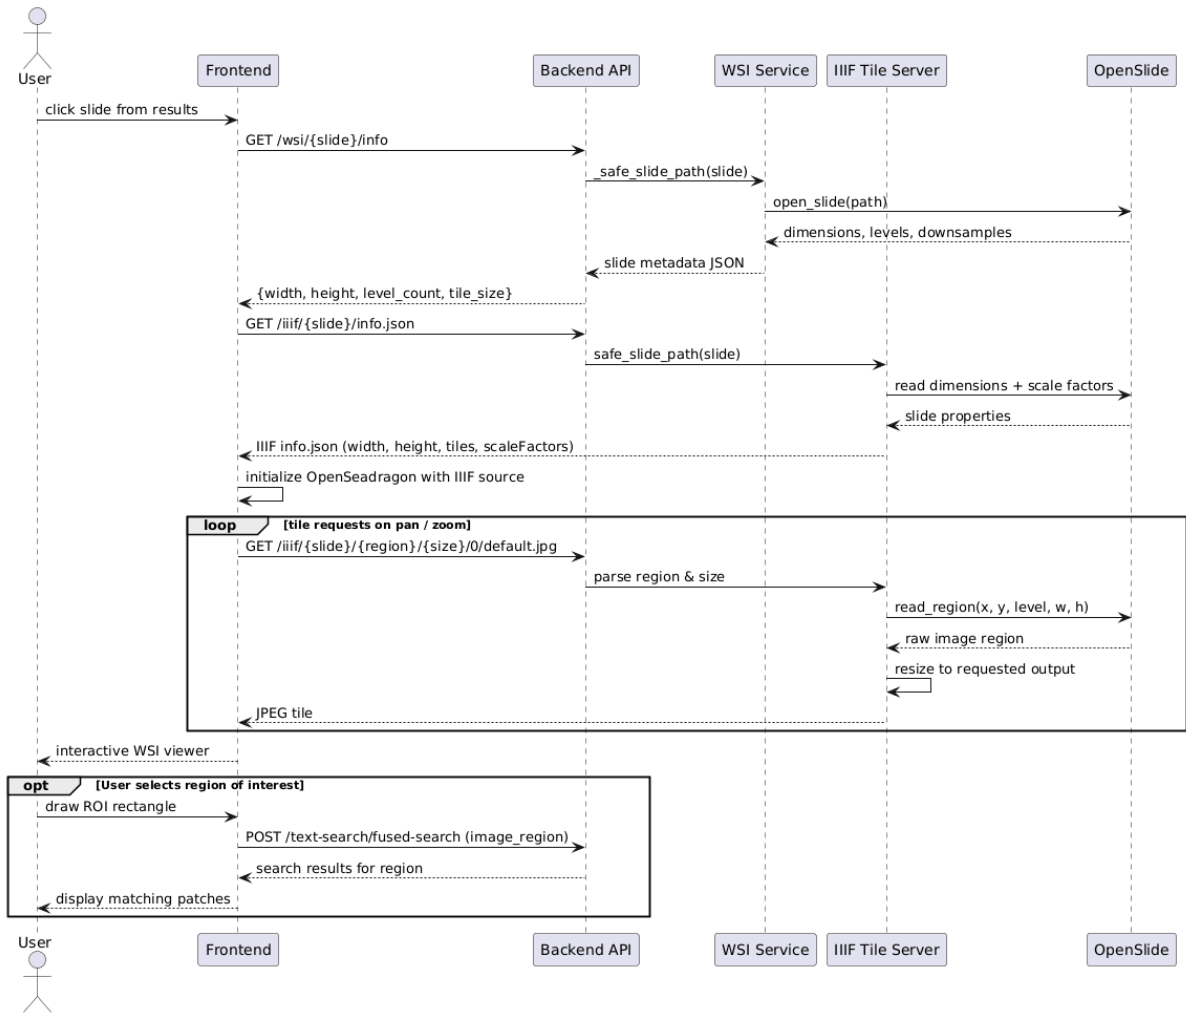 User
Frontend
Backend API
WSI Service
IIIF Tile Server
OpenSlide
click slide from results
GET /wsi/{slide}/info
_safe_slide_path(slide)
open_slide(path)
dimensions, levels, downsamples
slide metadata JSON
{width, height, level_count, tile_size}
GET /iiif/{slide}/info.json
safe_slide_path(slide)
read dimensions + scale factors
slide properties
IIIF info.json (width, height, tiles, scaleFactors)
initialize OpenSeadragon with IIIF source
loop
[tile requests on pan / zoom]
GET /iiif/{slide}/{region}/{size}/0/default.jpg
parse region & size
read_region(x, y, level, w, h)
raw image region
resize to requested output
JPEG tile
interactive WSI viewer
opt
[User selects region of interest]
draw ROI rectangle
POST /text-search/fused-search (image_region)
search results for region
display matching patches
User
Frontend
Backend API
WSI Service
IIIF Tile Server
OpenSlide